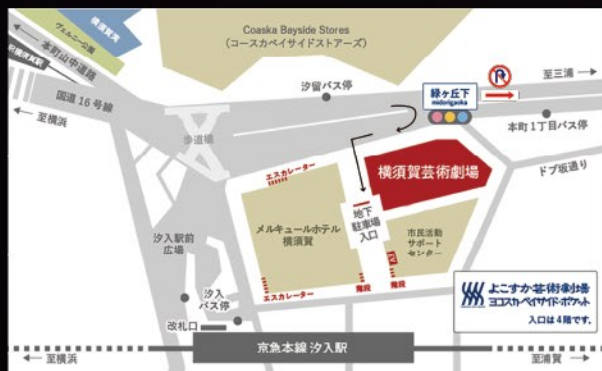 Coaska Bayside Stores
(コースカベイサイドストアーズ)
横須賀湾
ヴェルニー公園
本町山中道路
JR横須賀駅
国道16号線
至横浜
歩道橋
汐留バス停
緑ヶ丘下
midorigaoka
至三浦
本町1丁目バス停
ドブ坂通り
エスカレーター
横須賀芸術劇場
地下
駐車場
入口
メルキュールホテル
横須賀
市民活動
サポート
センター
EV
階段
階段
エスカレーター
汐入駅前
広場
汐入
バス停
改札口
よこすか芸術劇場
ヨコスカ・ベイサイド・ポケット
入口は4階です。
京急本線 汐入駅
至横浜
至浦賀